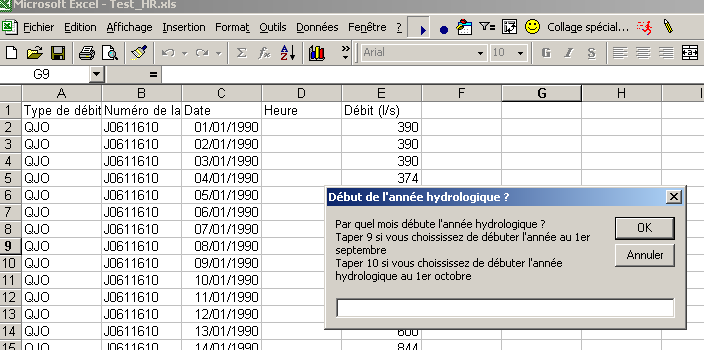 Microsoft Excel - Test_HR.xls
Fichier Edition Affichage Insertion Format Outils Données Fenêtre ? Collage spécial...
Arial 10 G I S
G9 =
A B C D E F G H I
1 Type de débit Numéro de la Date Heure Débit (l/s)
2 QJO J0611610 01/01/1990 390
3 QJO J0611610 02/01/1990 390
4 QJO J0611610 03/01/1990 390
5 QJO J0611610 04/01/1990 374
6 QJO J0611610 05/01/1990
7 QJO J0611610 06/01/1990
8 QJO J0611610 07/01/1990
9 QJO J0611610 08/01/1990
10 QJO J0611610 09/01/1990
11 QJO J0611610 10/01/1990
12 QJO J0611610 11/01/1990
13 QJO J0611610 12/01/1990
14 QJO J0611610 13/01/1990 600
15 QJO J0611610 14/01/1990 844
Début de l'année hydrologique ?
Par quel mois débute l'année hydrologique ?
Taper 9 si vous choississez de débuter l'année au 1er
septembre
Taper 10 si vous choississez de débuter l'année
hydrologique au 1er octobre
OK
Annuler